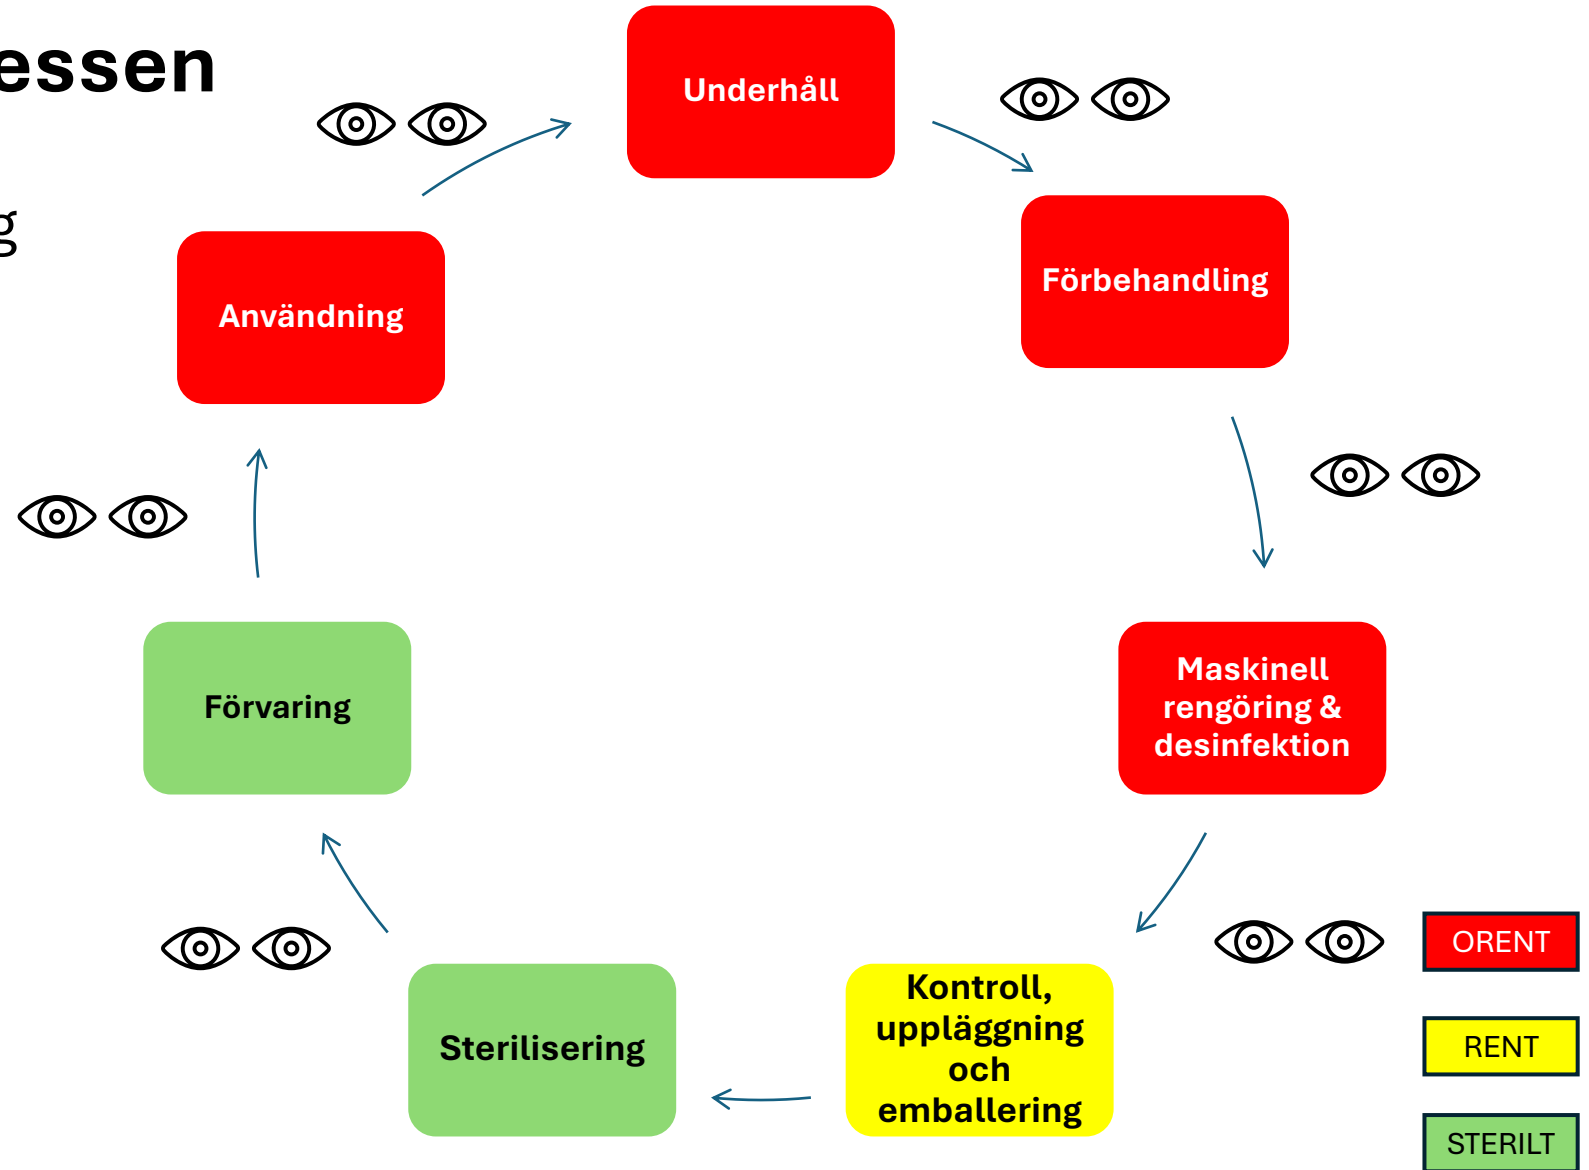 essen
g
Underhåll
Förbehandling
Användning
Maskinell
rengöring &
desinfektion
Förvaring
Kontroll,
uppläggning
och
emballering
Sterilisering
ORENT
RENT
STERILT